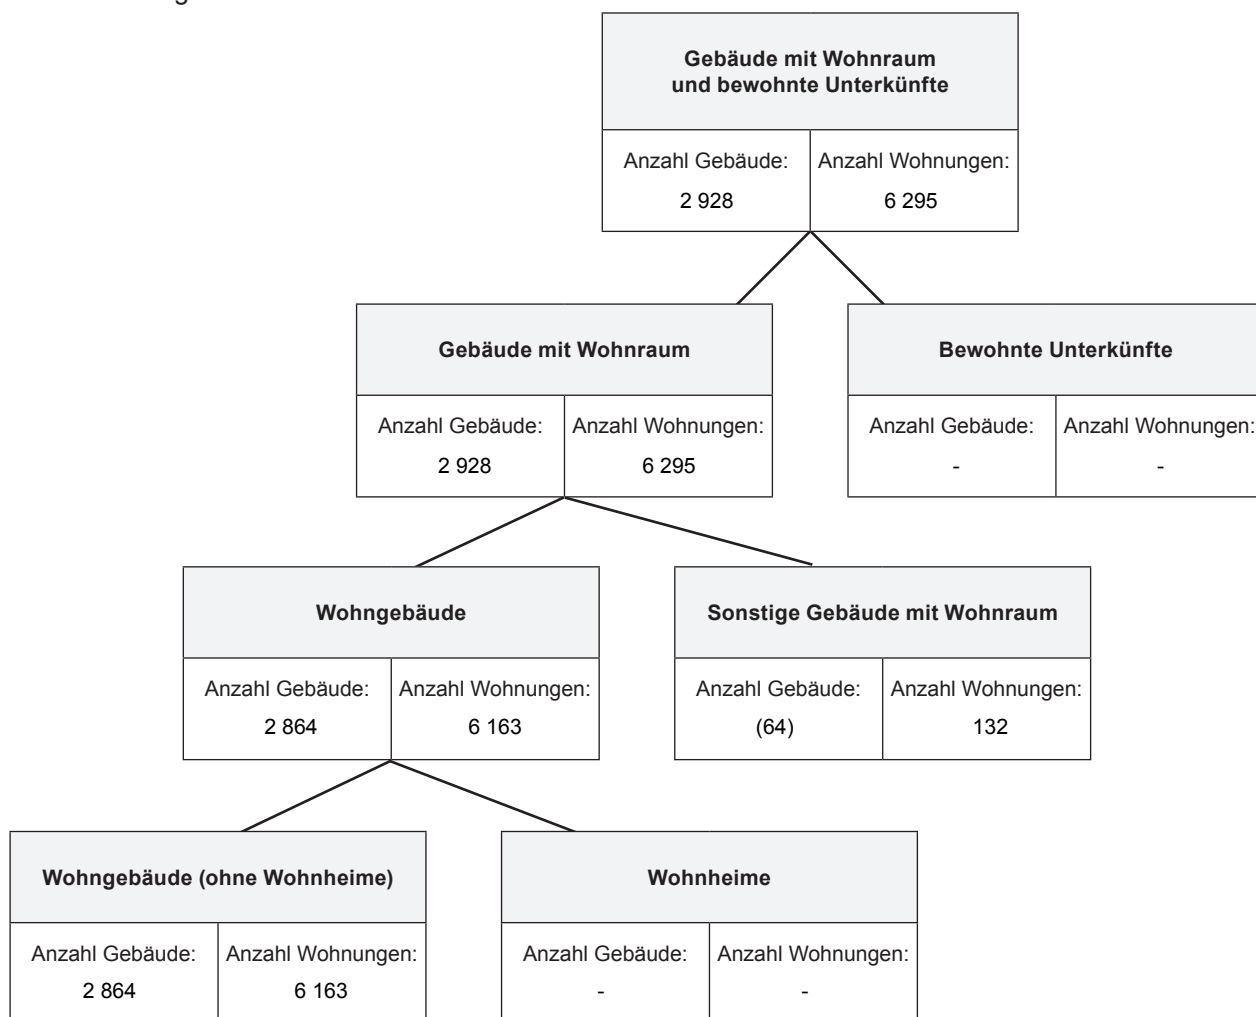 Gebäude mit Wohnraum
und bewohnte Unterkünfte
Anzahl Gebäude: Anzahl Wohnungen:
2 928 6 295
Gebäude mit Wohnraum
Anzahl Gebäude: Anzahl Wohnungen:
2 928 6 295
Bewohnte Unterkünfte
Anzahl Gebäude: Anzahl Wohnungen:
- -
Wohngebäude
Anzahl Gebäude: Anzahl Wohnungen:
2 864 6 163
Sonstige Gebäude mit Wohnraum
Anzahl Gebäude: Anzahl Wohnungen:
(64) 132
Wohngebäude (ohne Wohnheime)
Anzahl Gebäude: Anzahl Wohnungen:
2 864 6 163
Wohnheime
Anzahl Gebäude: Anzahl Wohnungen:
- -